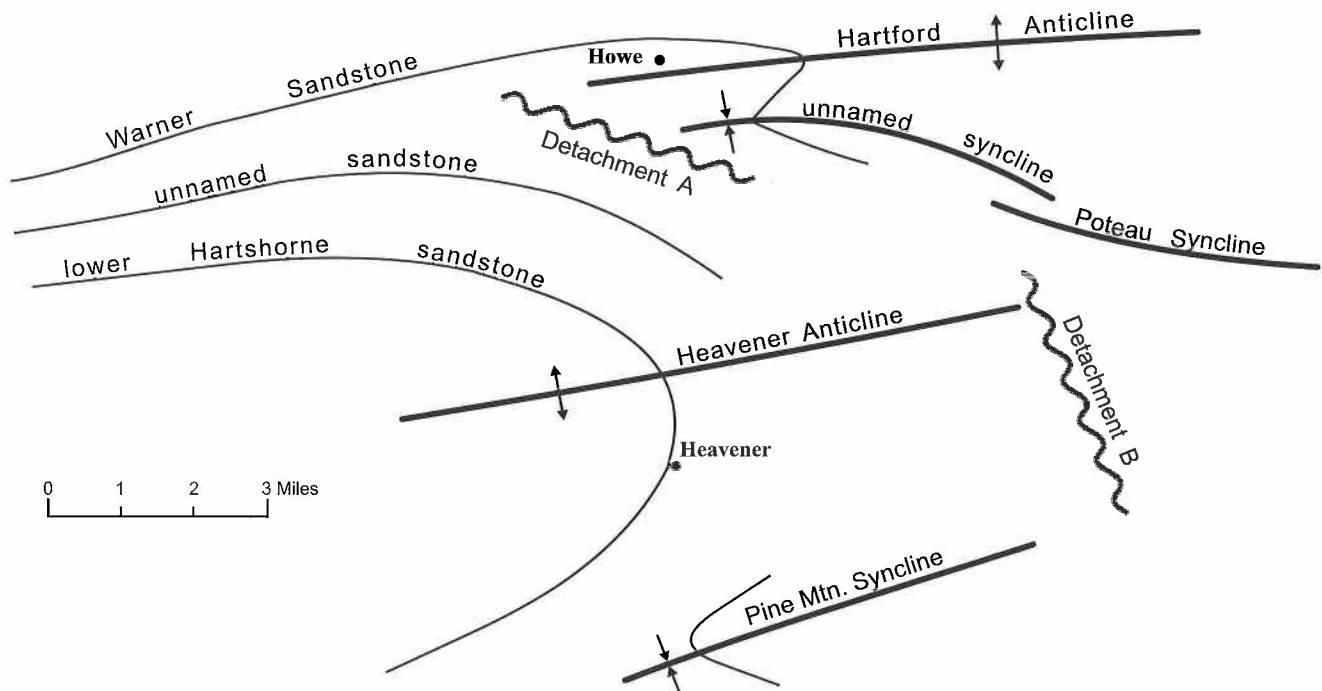 Hartford Anticline
Howe
Warner Sandstone
unnamed syncline
Detachment A
unnamed sandstone
Poteau Syncline
lower Hartshorne sandstone
Heavener Anticline
Detachment B
Heavener
0 1 2 3 Miles
Pine Mtn. Syncline